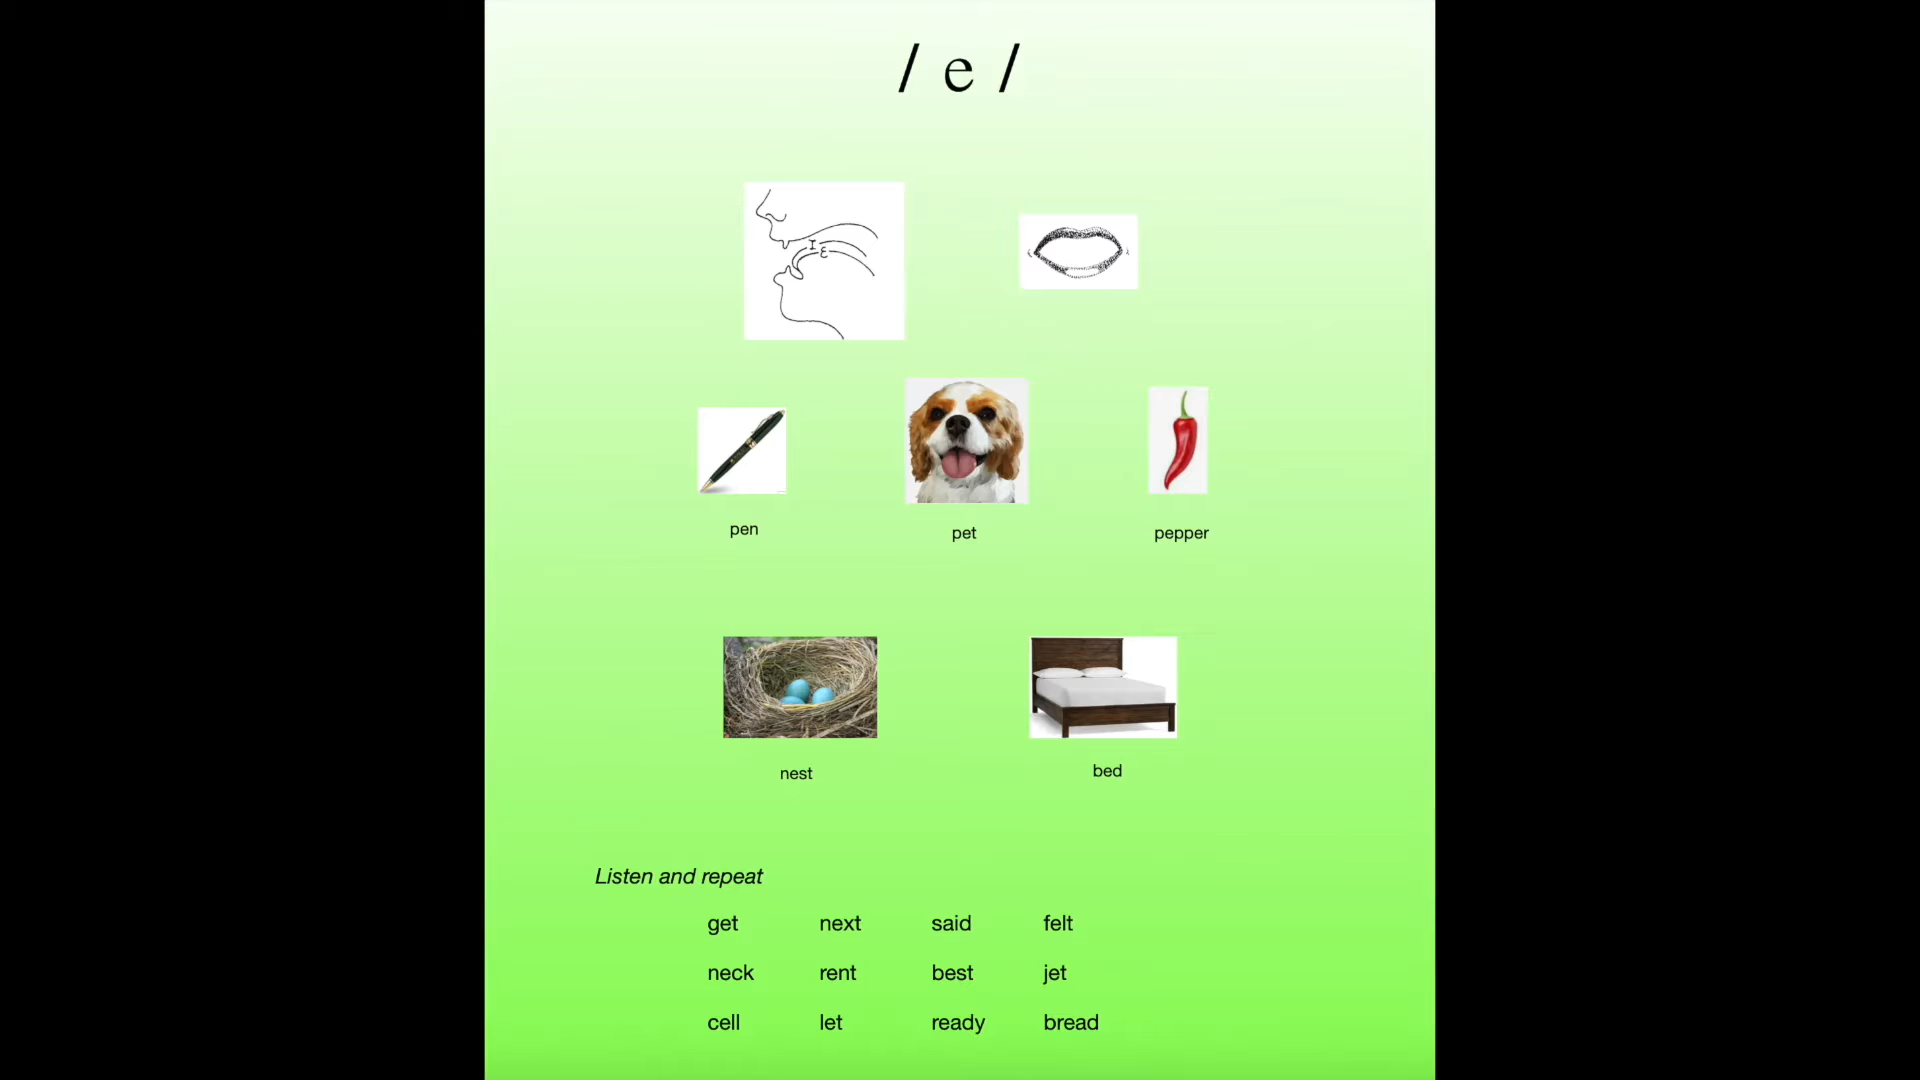 / e /
I
ɛ
pen pet pepper
nest bed
Listen and repeat
get next said felt
neck rent best jet
cell let ready bread